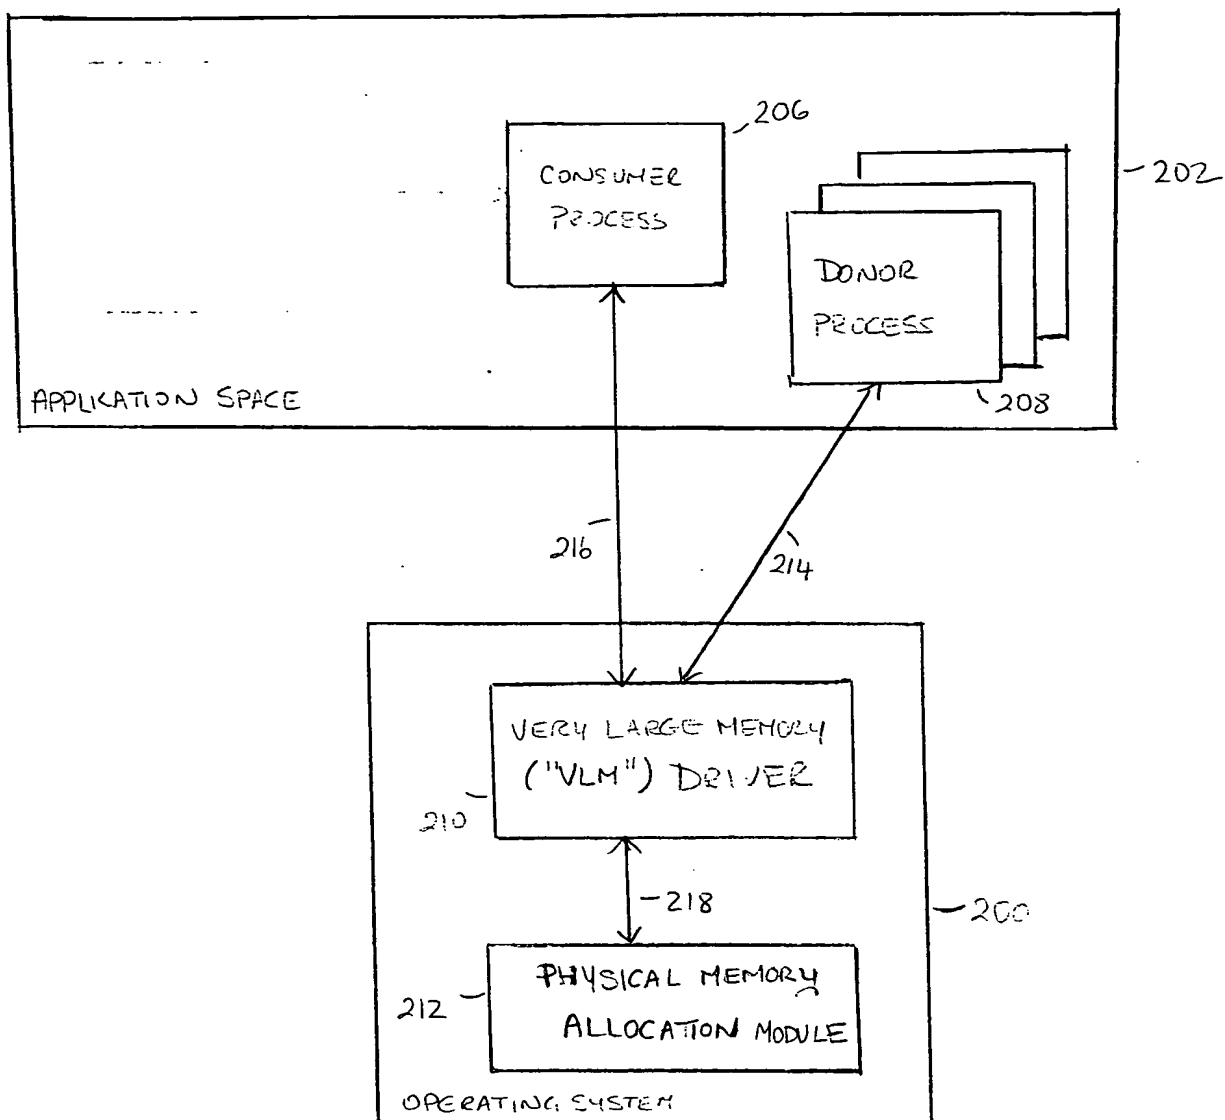 206
CONSUMER
PROCESS
202
DONOR
PROCESS
208
APPLICATION SPACE
216
214
VERY LARGE MEMORY
("VLM") DRIVER
210
218
200
PHYSICAL MEMORY
ALLOCATION MODULE
212
OPERATING SYSTEM